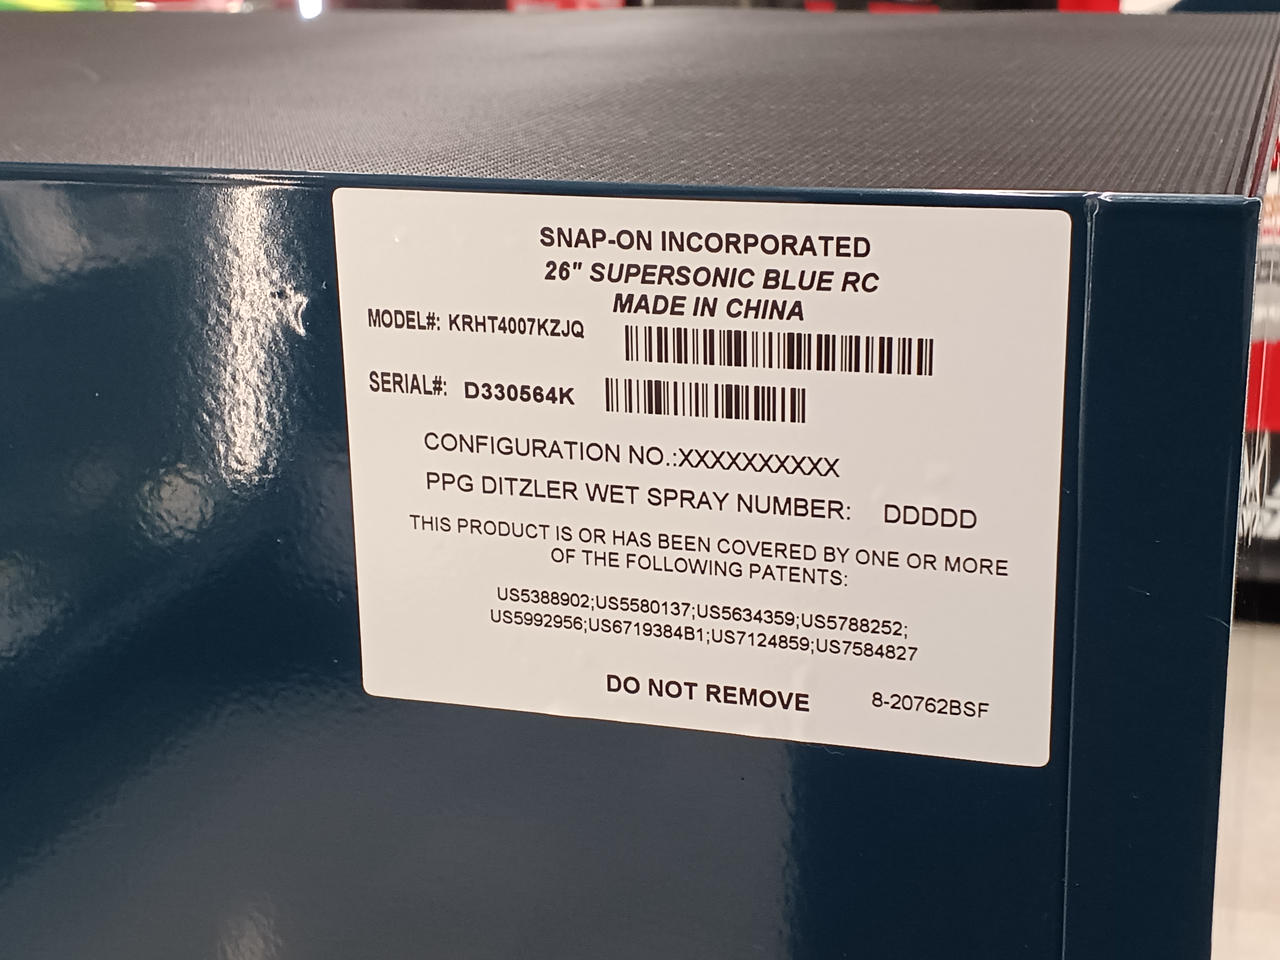 SNAP-ON INCORPORATED
26" SUPERSONIC BLUE RC
MADE IN CHINA
MODEL#: KRHT4007KZJQ
SERIAL#: D330564K
CONFIGURATION NO.:XXXXXXXXXX
PPG DITZLER WET SPRAY NUMBER: DDDDD
THIS PRODUCT IS OR HAS BEEN COVERED BY ONE OR MORE
OF THE FOLLOWING PATENTS:
US5388902;US5580137;US5634359;US5788252;
US5992956;US6719384B1;US7124859;US7584827
DO NOT REMOVE 8-20762BSF